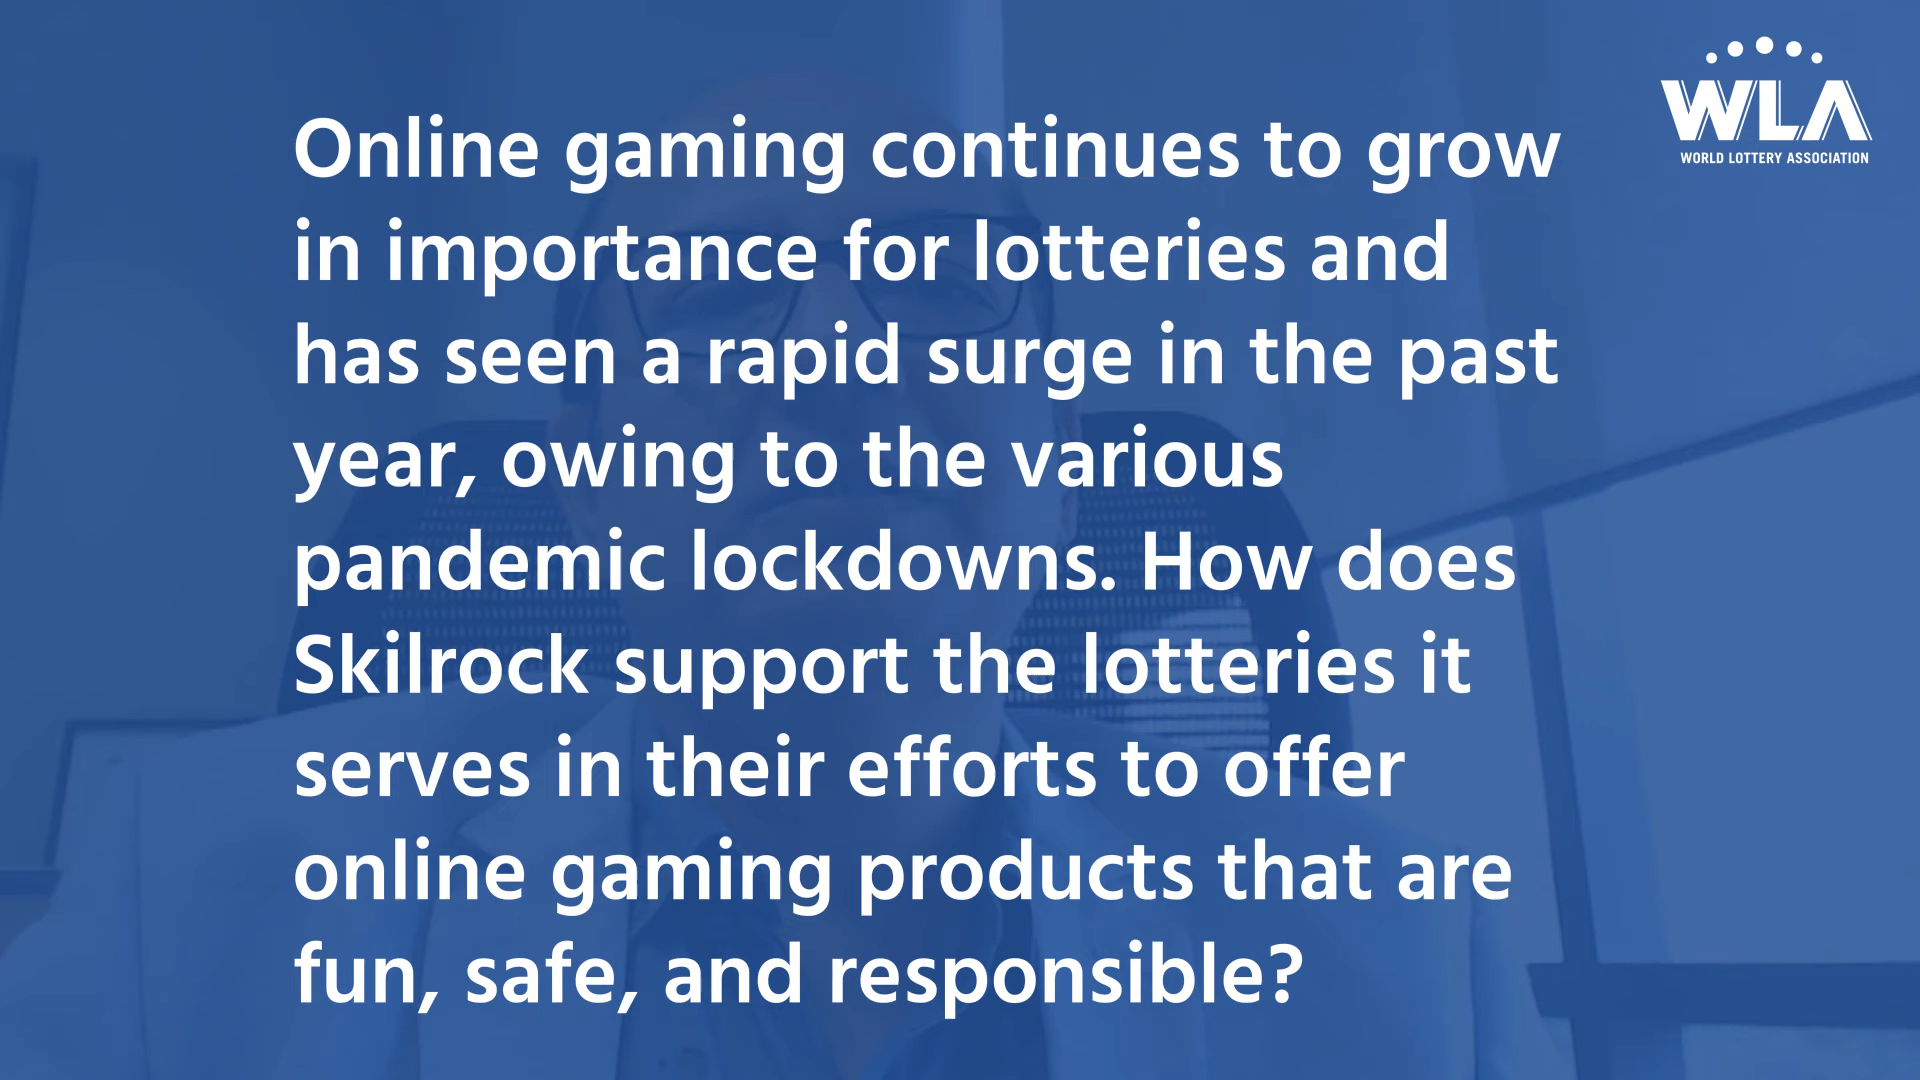 WLA
WORLD LOTTERY ASSOCIATION
Online gaming continues to grow
in importance for lotteries and
has seen a rapid surge in the past
year, owing to the various
pandemic lockdowns. How does
Skilrock support the lotteries it
serves in their efforts to offer
online gaming products that are
fun, safe, and responsible?